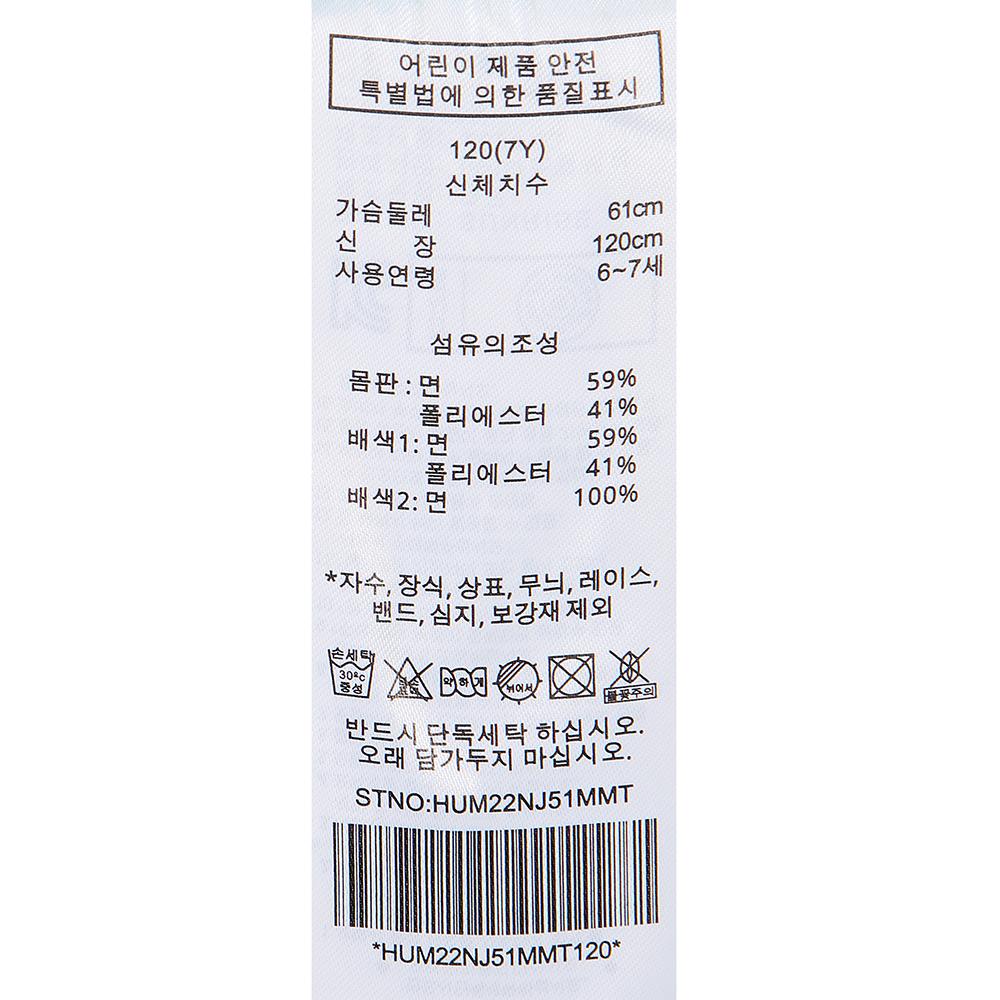 어린이 제품 안전
특별법에 의한 품질표시
120(7Y)
신체치수
가슴둘레 61cm
신 장 120cm
사용연령 6~7세
섬유의조성
몸판 : 면 59%
폴리에스터 41%
배색1: 면 59%
폴리에스터 41%
배색2: 면 100%
*자수, 장식, 상표, 무늬, 레이스,
밴드, 심지, 보강재 제외
손세탁 30°C 중성 약하게 뉘어서 불꽃주의
반드시 단독세탁 하십시오.
오래 담가두지 마십시오.
STNO:HUM22NJ51MMT
*HUM22NJ51MMT120*